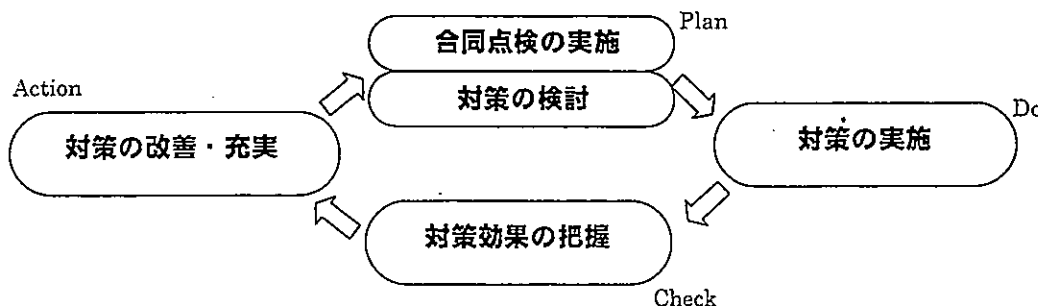 合同点検の実施
Plan
対策の検討
Action
対策の改善・充実
対策の実施
Do
対策効果の把握
Check